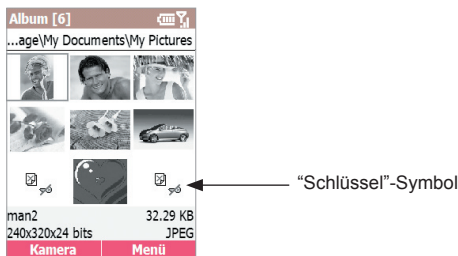 Album [6]
...age\My Documents\My Pictures
“Schlüssel”-Symbol
man2 32.29 KB
240x320x24 bits JPEG
Kamera Menü